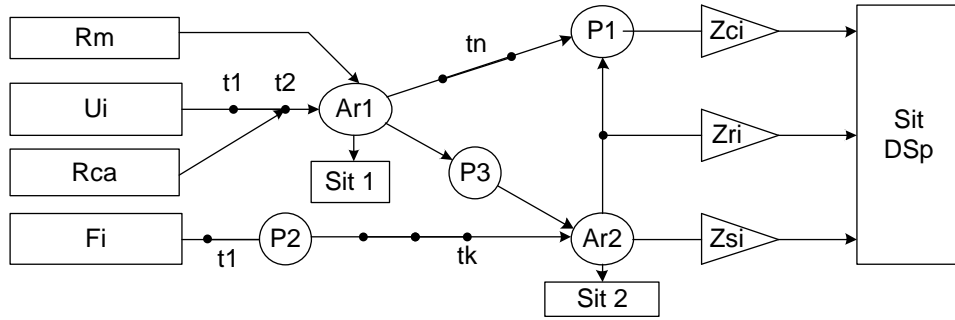 Rm
tn
P1
Zci
t1
t2
Ui
Ar1
Zri
Sit
DSp
Rca
Sit 1
P3
Fi
t1
P2
tk
Ar2
Zsi
Sit 2